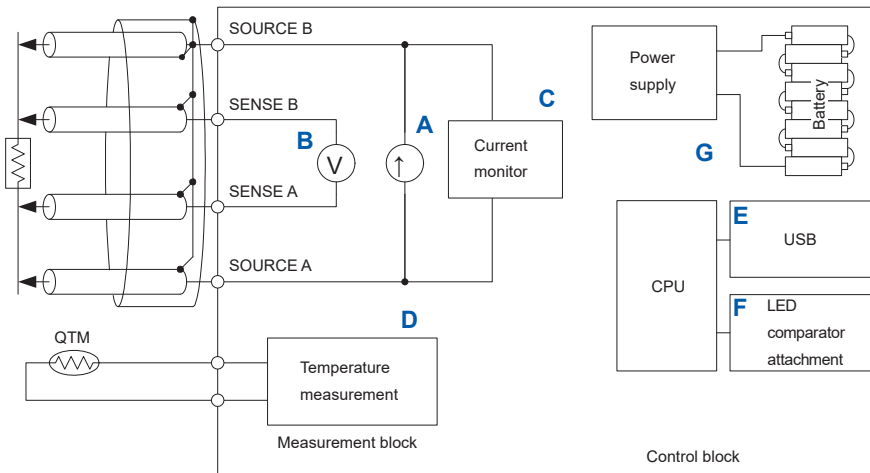 SOURCE B
SENSE B
B
V
A
↑
C
Current
monitor
SENSE A
SOURCE A
QTM
D
Temperature
measurement
Measurement block
Power
supply
Battery
G
CPU
E
USB
F
LED
comparator
attachment
Control block